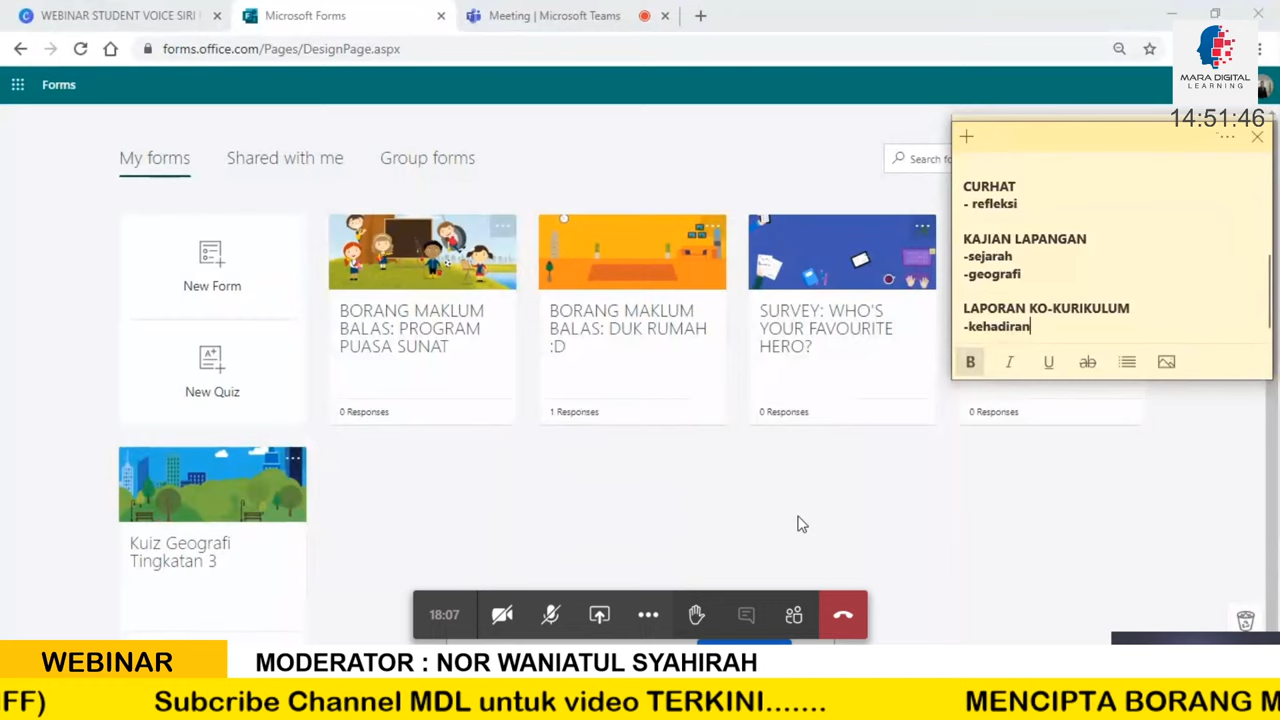 WEBINAR STUDENT VOICE SIRI
Microsoft Forms
Meeting | Microsoft Teams
forms.office.com/Pages/DesignPage.aspx
MARA DIGITAL
LEARNING
14:51:46
Forms
My forms
Shared with me
Group forms
Search fo
New Form
New Quiz
BORANG MAKLUM
BALAS: PROGRAM
PUASA SUNAT
0 Responses
BORANG MAKLUM
BALAS: DUK RUMAH
:D
1 Responses
SURVEY: WHO'S
YOUR FAVOURITE
HERO?
0 Responses
0 Responses
CURHAT
- refleksi
KAJIAN LAPANGAN
-sejarah
-geografi
LAPORAN KO-KURIKULUM
-kehadiran
B I U ab
Kuiz Geografi
Tingkatan 3
18:07
WEBINAR
MODERATOR : NOR WANIATUL SYAHIRAH
IFF) Subcribe Channel MDL untuk video TERKINI....... MENCIPTA BORANG M